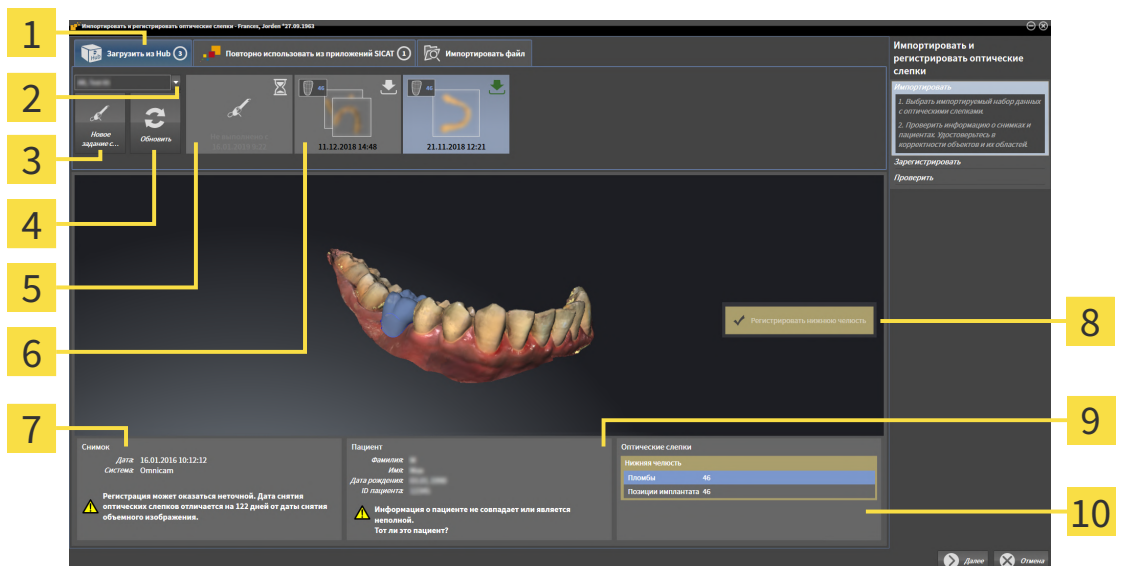 Импортировать и регистрировать оптические слепки - Frances, Jorden *27.09.1963
1
2
3
4
5
6
7
8
9
10
Загрузить из Hub 3
Повторно использовать из приложений SICAT 1
Импортировать файл
Новое
задание с...
Обновить
46
11.12.2018 14:48
46
21.11.2018 12:21
Регистрировать нижнюю челюсть
Снимок
Дата: 16.01.2016 10:12:12
Система: Omnicam
Регистрация может оказаться неточной. Дата снятия
оптических слепков отличается на 122 дней от даты снятия
объемного изображения.
Пациент
Фамилия:
Имя:
Дата рождения:
ID пациента:
Информация о пациенте не совпадает или является
неполной.
Тот ли это пациент?
Оптические слепки
Нижняя челюсть
Пломбы 46
Позиции имплантата 46
Импортировать и
регистрировать оптические
слепки
Импортировать
1. Выбрать импортируемый набор данных
с оптическими слепками.
2. Проверить информацию о снимках и
пациентах. Удостоверьтесь в
корректности объектов и их областей.
Зарегистрировать
Проверить
Далее
Отмена